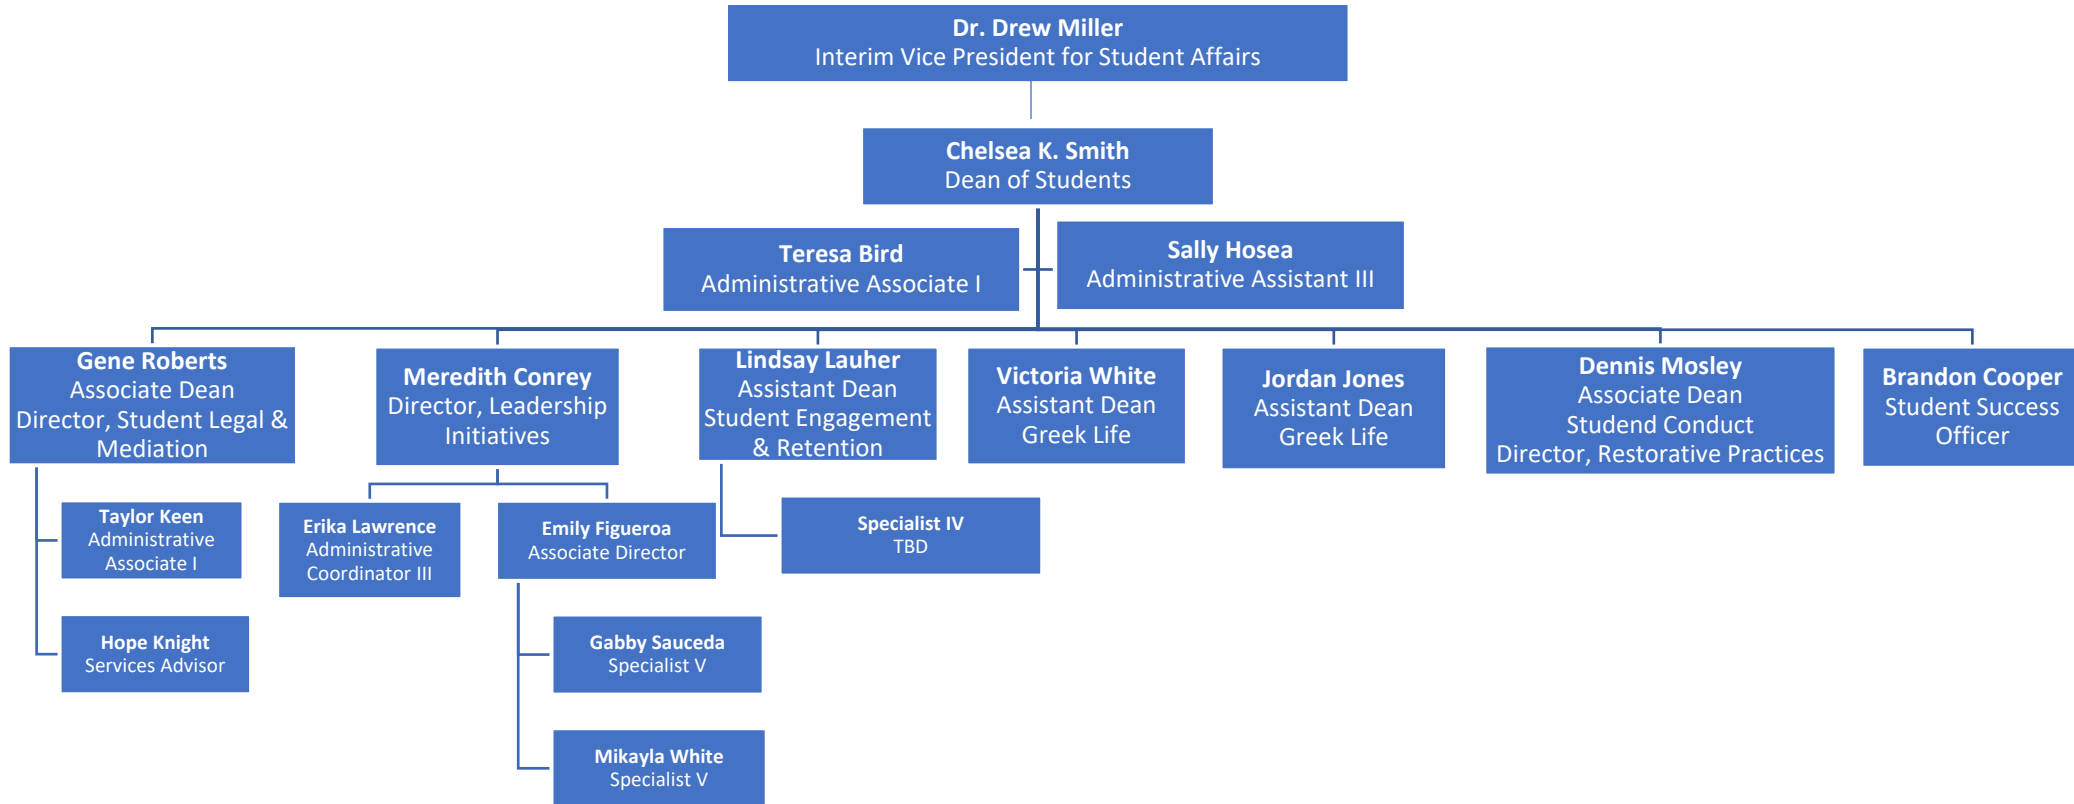 Dr. Drew Miller
Interim Vice President for Student Affairs
Chelsea K. Smith
Dean of Students
Teresa Bird
Administrative Associate I
Sally Hosea
Administrative Assistant III
Gene Roberts
Associate Dean
Director, Student Legal &
Mediation
Meredith Conrey
Director, Leadership
Initiatives
Lindsay Lauher
Assistant Dean
Student Engagement
& Retention
Victoria White
Assistant Dean
Greek Life
Jordan Jones
Assistant Dean
Greek Life
Dennis Mosley
Associate Dean
Studend Conduct
Director, Restorative Practices
Brandon Cooper
Student Success
Officer
Taylor Keen
Administrative
Associate I
Erika Lawrence
Administrative
Coordinator III
Emily Figueroa
Associate Director
Specialist IV
TBD
Hope Knight
Services Advisor
Gabby Sauceda
Specialist V
Mikayla White
Specialist V